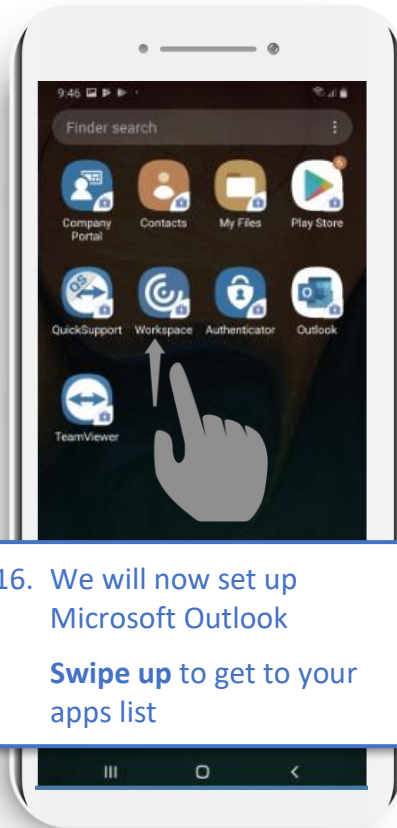 9:46
Finder search
Company Portal
Contacts
My Files
Play Store
6
QuickSupport
Workspace
Authenticator
Outlook
TeamViewer
16. We will now set up
Microsoft Outlook
Swipe up to get to your
apps list